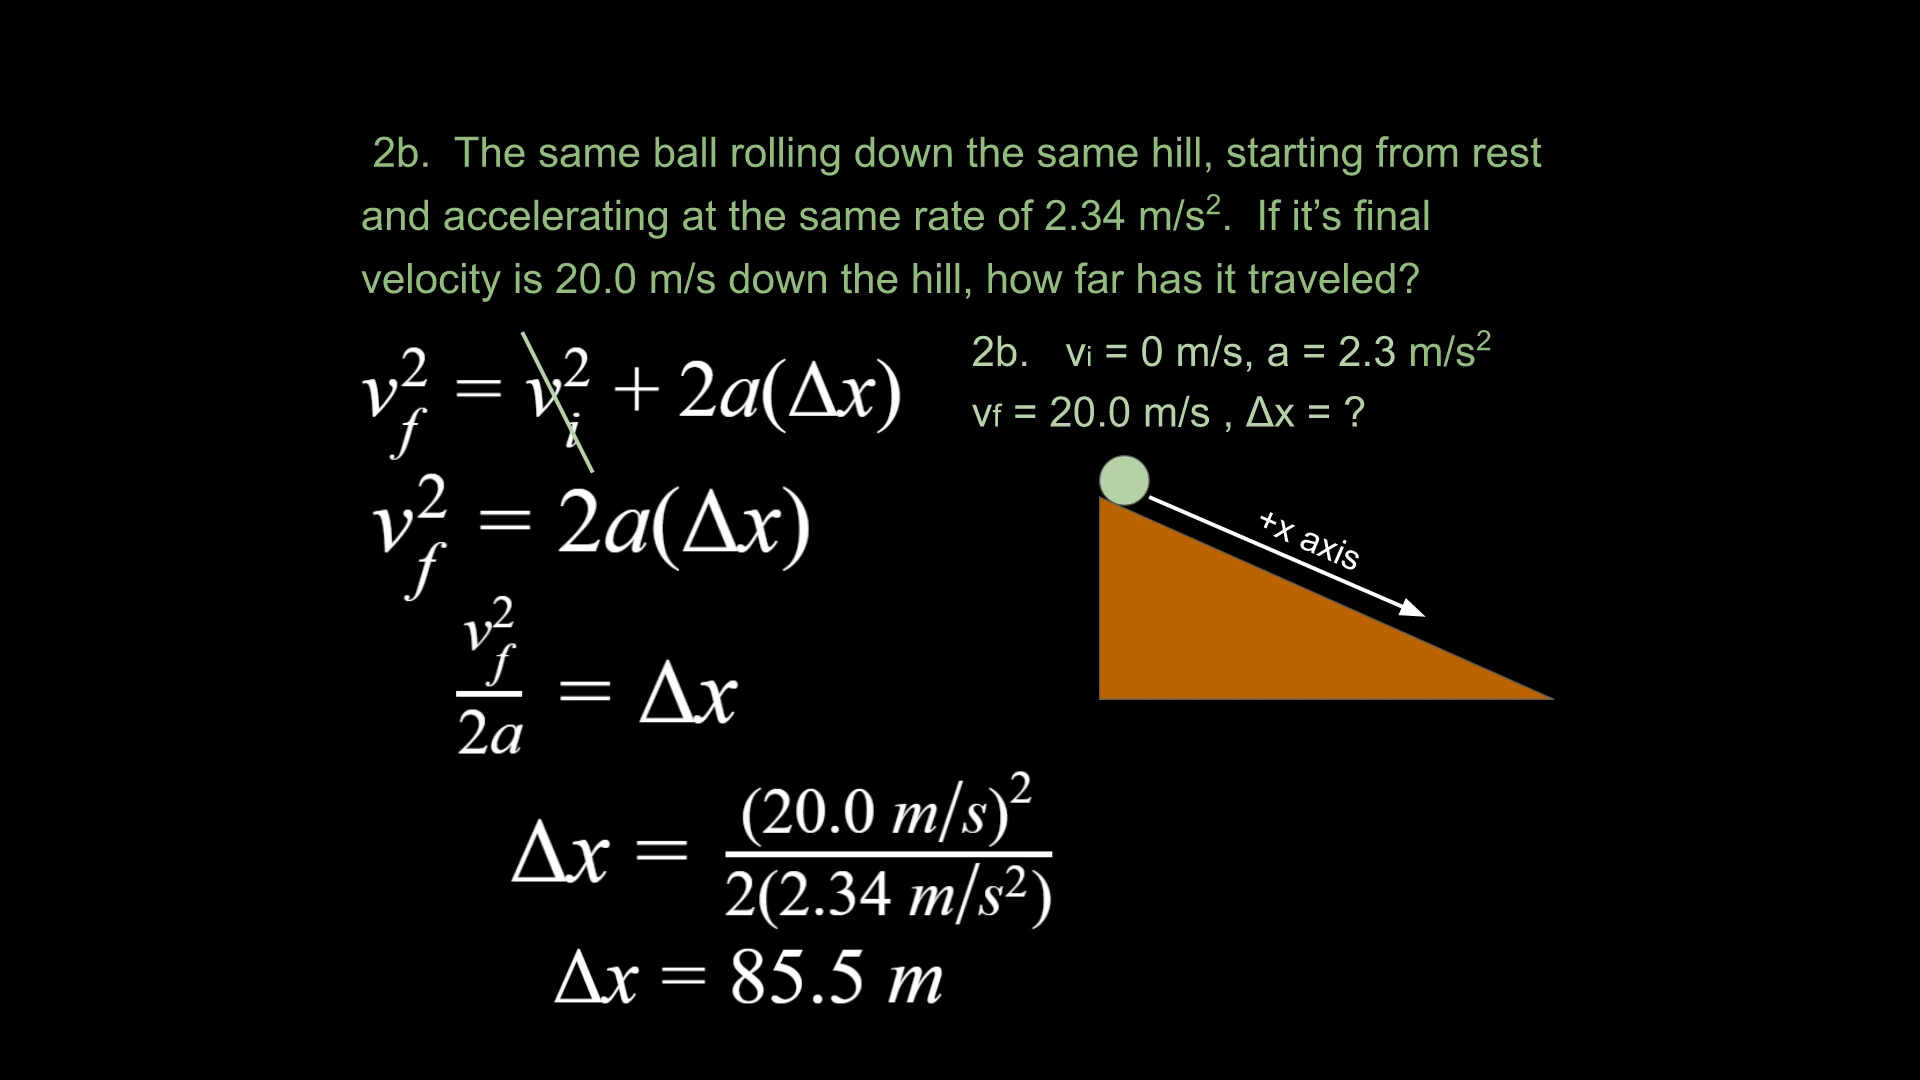 2b.  The same ball rolling down the same hill, starting from rest
and accelerating at the same rate of 2.34 m/s².  If it’s final
velocity is 20.0 m/s down the hill, how far has it traveled?
v_f² = v_i² + 2a(Δx)
2b.   vi = 0 m/s, a = 2.3 m/s²
vf = 20.0 m/s , Δx = ?
v_f² = 2a(Δx)
+x axis
v_f²/2a = Δx
Δx = (20.0 m/s)²/2(2.34 m/s²)
Δx = 85.5 m